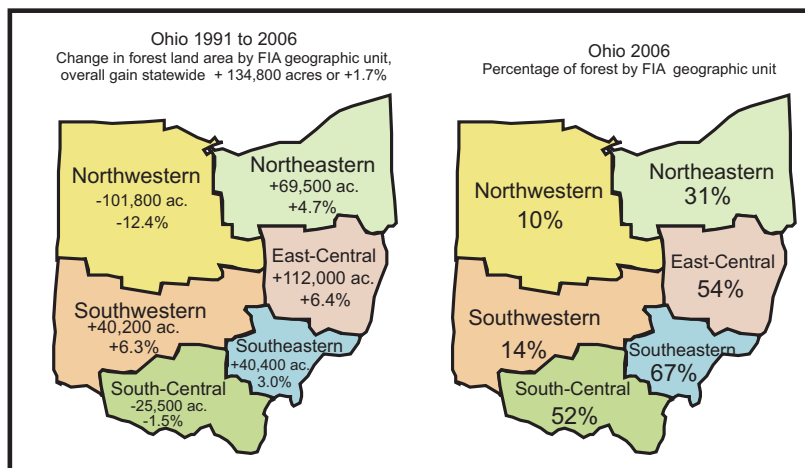 Ohio 1991 to 2006
Change in forest land area by FIA geographic unit,
overall gain statewide + 134,800 acres or +1.7%
Northwestern
-101,800 ac.
-12.4%
Northeastern
+69,500 ac.
+4.7%
East-Central
+112,000 ac.
+6.4%
Southwestern
+40,200 ac.
+6.3%
Southeastern
+40,400 ac.
3.0%
South-Central
-25,500 ac.
-1.5%
Ohio 2006
Percentage of forest by FIA geographic unit
Northwestern
10%
Northeastern
31%
East-Central
54%
Southwestern
14%
Southeastern
67%
South-Central
52%